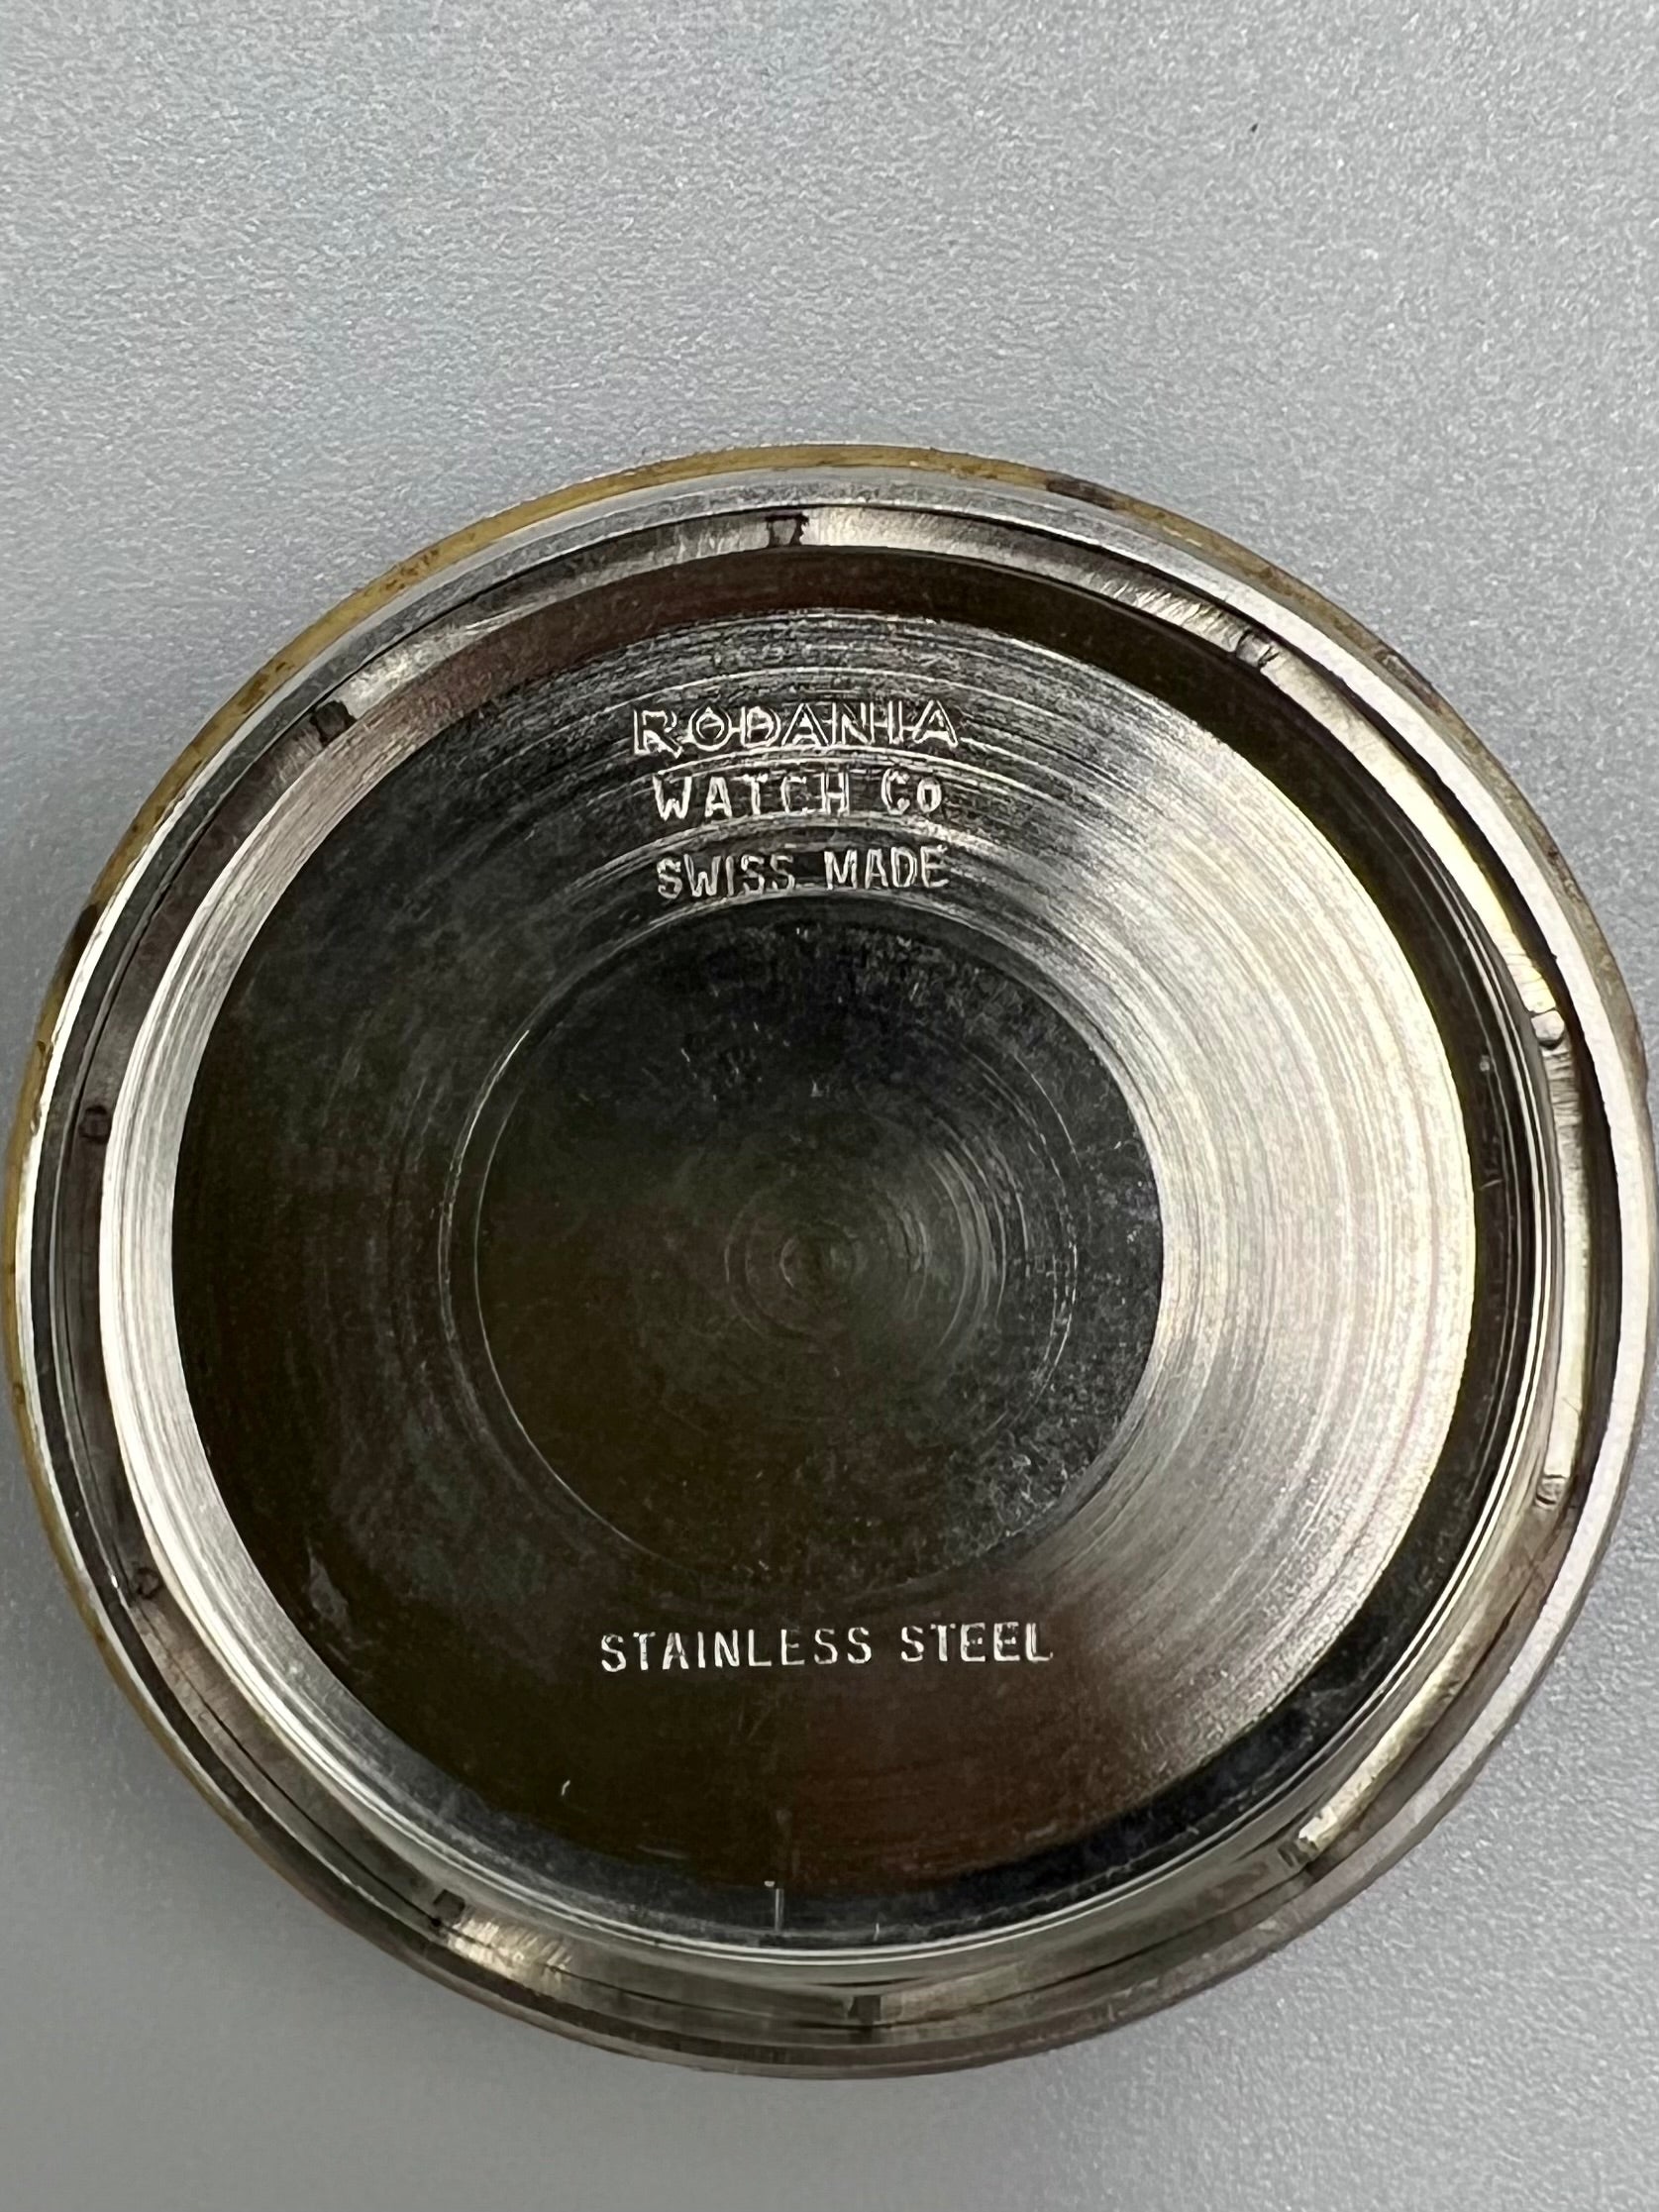 RODANIA
WATCH Co
SWISS MADE
STAINLESS STEEL